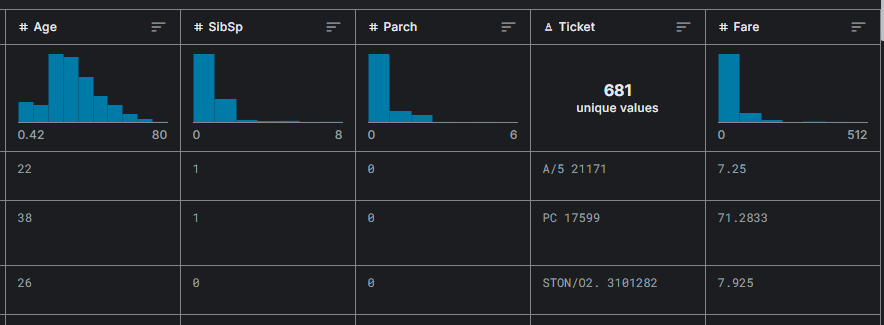 # Age # SibSp # Parch A Ticket # Fare
681
unique values
0.42 80 0 8 0 6 0 512
22 1 0 A/5 21171 7.25
38 1 0 PC 17599 71.2833
26 0 0 STON/O2. 3101282 7.925